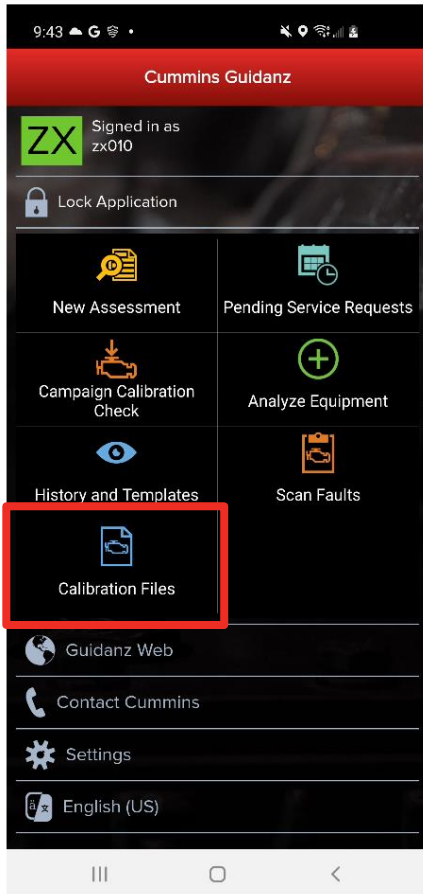 9:43 G
Cummins Guidanz
ZX
Signed in as
zx010
Lock Application
New Assessment
Pending Service Requests
Campaign Calibration
Check
Analyze Equipment
History and Templates
Scan Faults
Calibration Files
Guidanz Web
Contact Cummins
Settings
English (US)